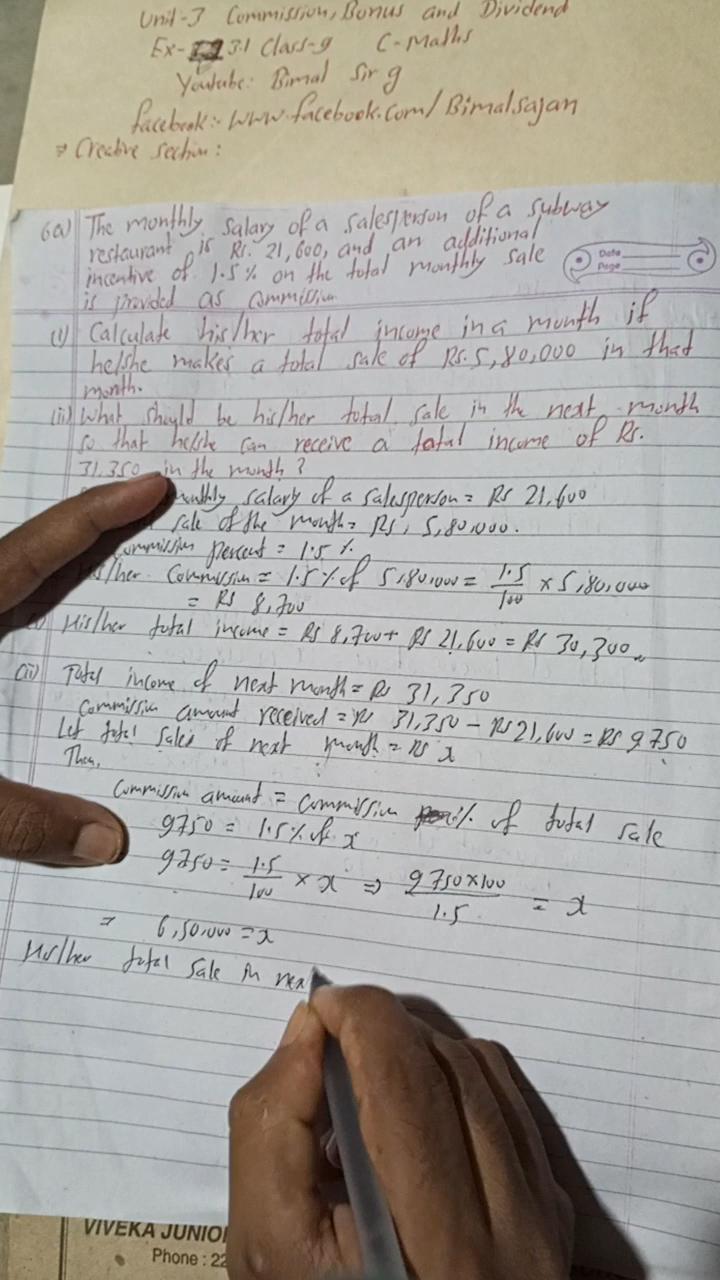 Unit-3 Commission, Bonus and Dividend
Ex- 3.1 Class-9 C-Maths
Youtube: Bimal Sir g
facebook:- www.facebook.com/Bimalsajan
⇒ Creative section:
6a) The monthly salary of a salesperson of a subway
restaurant is Rs. 21,600, and an additional
incentive of 1.5% on the total monthly sale
is provided as commission
Date
Page
(i) Calculate his/her total income in a month if
he/she makes a total sale of Rs. 5,80,000 in that
month.
(ii) What should be his/her total sale in the next month
so that he/she can receive a total income of Rs.
31,350 in the month?
monthly salary of a salesperson = Rs 21,600
sale of the month = Rs, 5,80,000.
commission percent = 1.5 %
His/her commission = 1.5 % of 5,80,000 = 1.5/100 × 5,80,000
= Rs 8,700
His/her total income = Rs 8,700 + Rs 21,600 = Rs 30,300
(ii) Total income of next month = Rs 31,350
Commission amount received = Rs 31,350 - Rs 21,600 = Rs 9750
Let total sales of next month = Rs x
Then,
Commission amount = commission % of total sale
9750 = 1.5 % of x
9750 = 1.5/100 × x ⇒ 9750×100/1.5 = x
⇒ 6,50,000 = x
His/her total sale in nex
VIVEKA JUNIO
Phone : 22